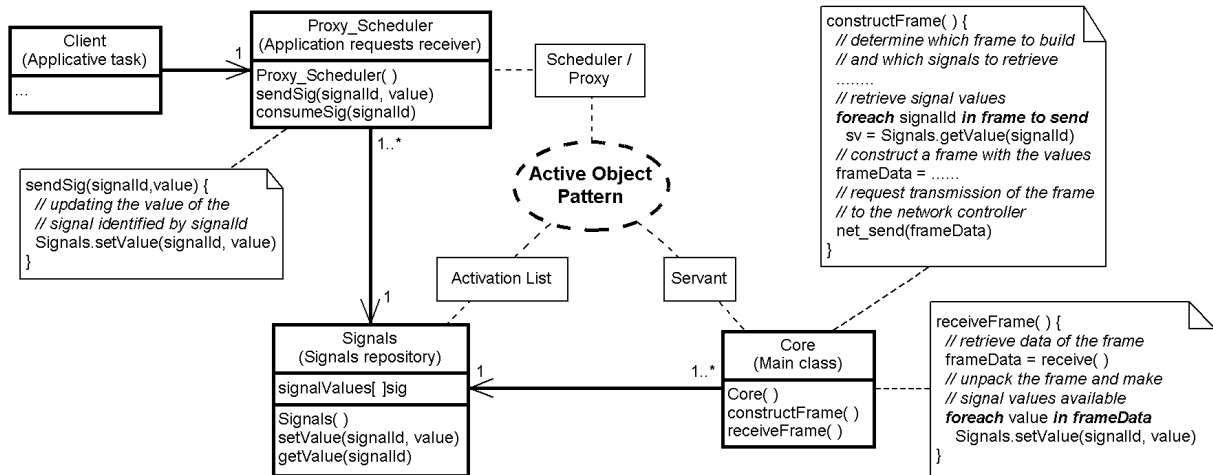 Client
(Applicative task)
...
1
Proxy_Scheduler
(Application requests receiver)
Proxy_Scheduler( )
sendSig(signalId, value)
consumeSig(signalId)
1..*
Scheduler /
Proxy
Active Object
Pattern
sendSig(signalId,value) {
// updating the value of the
// signal identified by signalId
Signals.setValue(signalId, value)
}
Activation List
Servant
1
Signals
(Signals repository)
signalValues[ ]sig
Signals( )
setValue(signalId, value)
getValue(signalId)
1
1..*
Core
(Main class)
Core( )
constructFrame( )
receiveFrame( )
constructFrame( ) {
// determine which frame to build
// and which signals to retrieve
........
// retrieve signal values
foreach signalId in frame to send
sv = Signals.getValue(signalId)
// construct a frame with the values
frameData = ......
// request transmission of the frame
// to the network controller
net_send(frameData)
}
receiveFrame( ) {
// retrieve data of the frame
frameData = receive( )
// unpack the frame and make
// signal values available
foreach value in frameData
Signals.setValue(signalId, value)
}